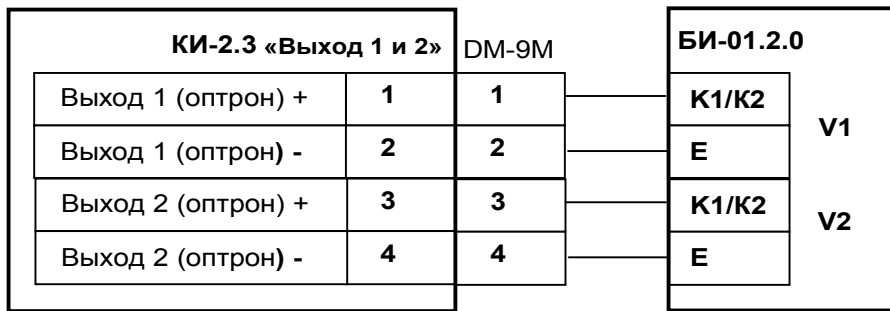 КИ-2.3 «Выход 1 и 2» DM-9M БИ-01.2.0
Выход 1 (оптрон) + 1 1 К1/К2
V1
Выход 1 (оптрон) - 2 2 Е
Выход 2 (оптрон) + 3 3 К1/К2
V2
Выход 2 (оптрон) - 4 4 Е